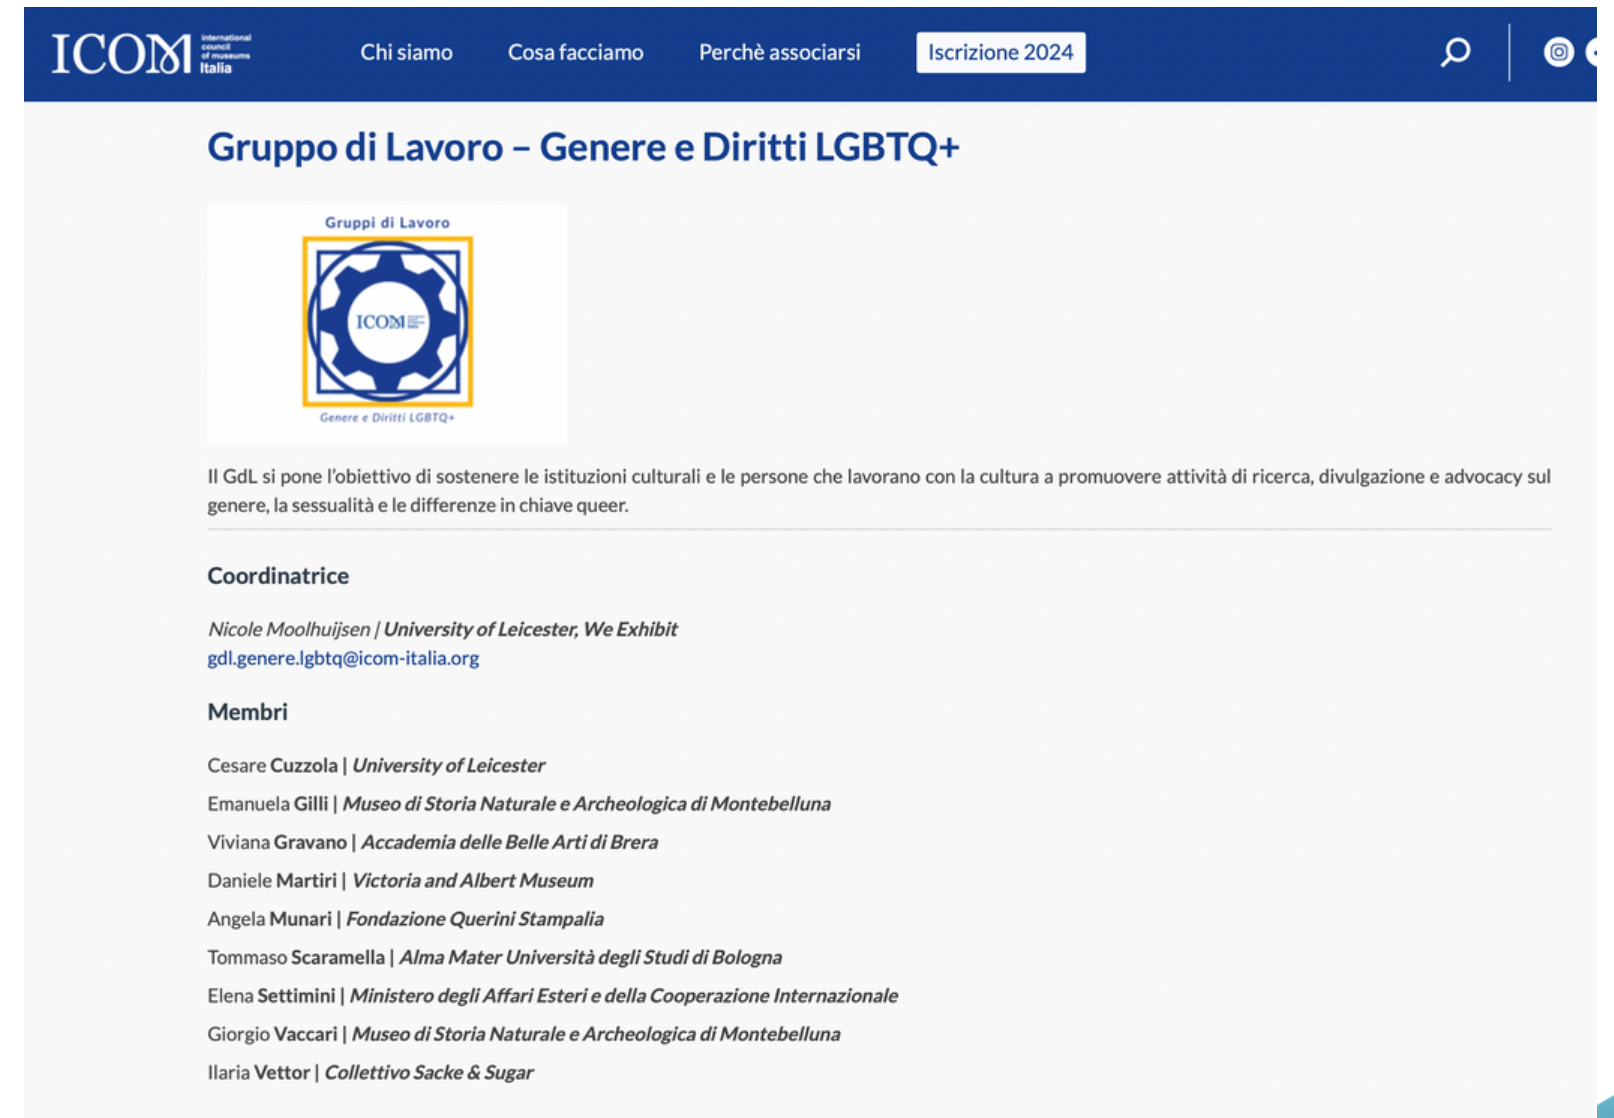 ICOM international
council
of museums
Italia
Chi siamo Cosa facciamo Perchè associarsi Iscrizione 2024
Gruppo di Lavoro – Genere e Diritti LGBTQ+
Gruppi di Lavoro
ICOM
Genere e Diritti LGBTQ+
Il GdL si pone l'obiettivo di sostenere le istituzioni culturali e le persone che lavorano con la cultura a promuovere attività di ricerca, divulgazione e advocacy sul
genere, la sessualità e le differenze in chiave queer.
Coordinatrice
Nicole Moolhuijsen | University of Leicester, We Exhibit
gdl.genere.lgbtq@icom-italia.org
Membri
Cesare Cuzzola | University of Leicester
Emanuela Gilli | Museo di Storia Naturale e Archeologica di Montebelluna
Viviana Gravano | Accademia delle Belle Arti di Brera
Daniele Martiri | Victoria and Albert Museum
Angela Munari | Fondazione Querini Stampalia
Tommaso Scaramella | Alma Mater Università degli Studi di Bologna
Elena Settimini | Ministero degli Affari Esteri e della Cooperazione Internazionale
Giorgio Vaccari | Museo di Storia Naturale e Archeologica di Montebelluna
Ilaria Vettor | Collettivo Sacke & Sugar